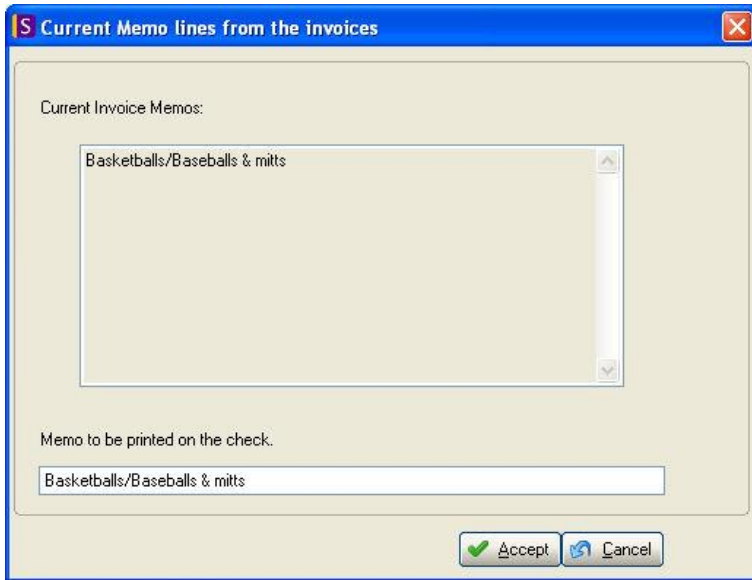 S Current Memo lines from the invoices
Current Invoice Memos:
Basketballs/Baseballs & mitts
Memo to be printed on the check.
Basketballs/Baseballs & mitts
Accept Cancel